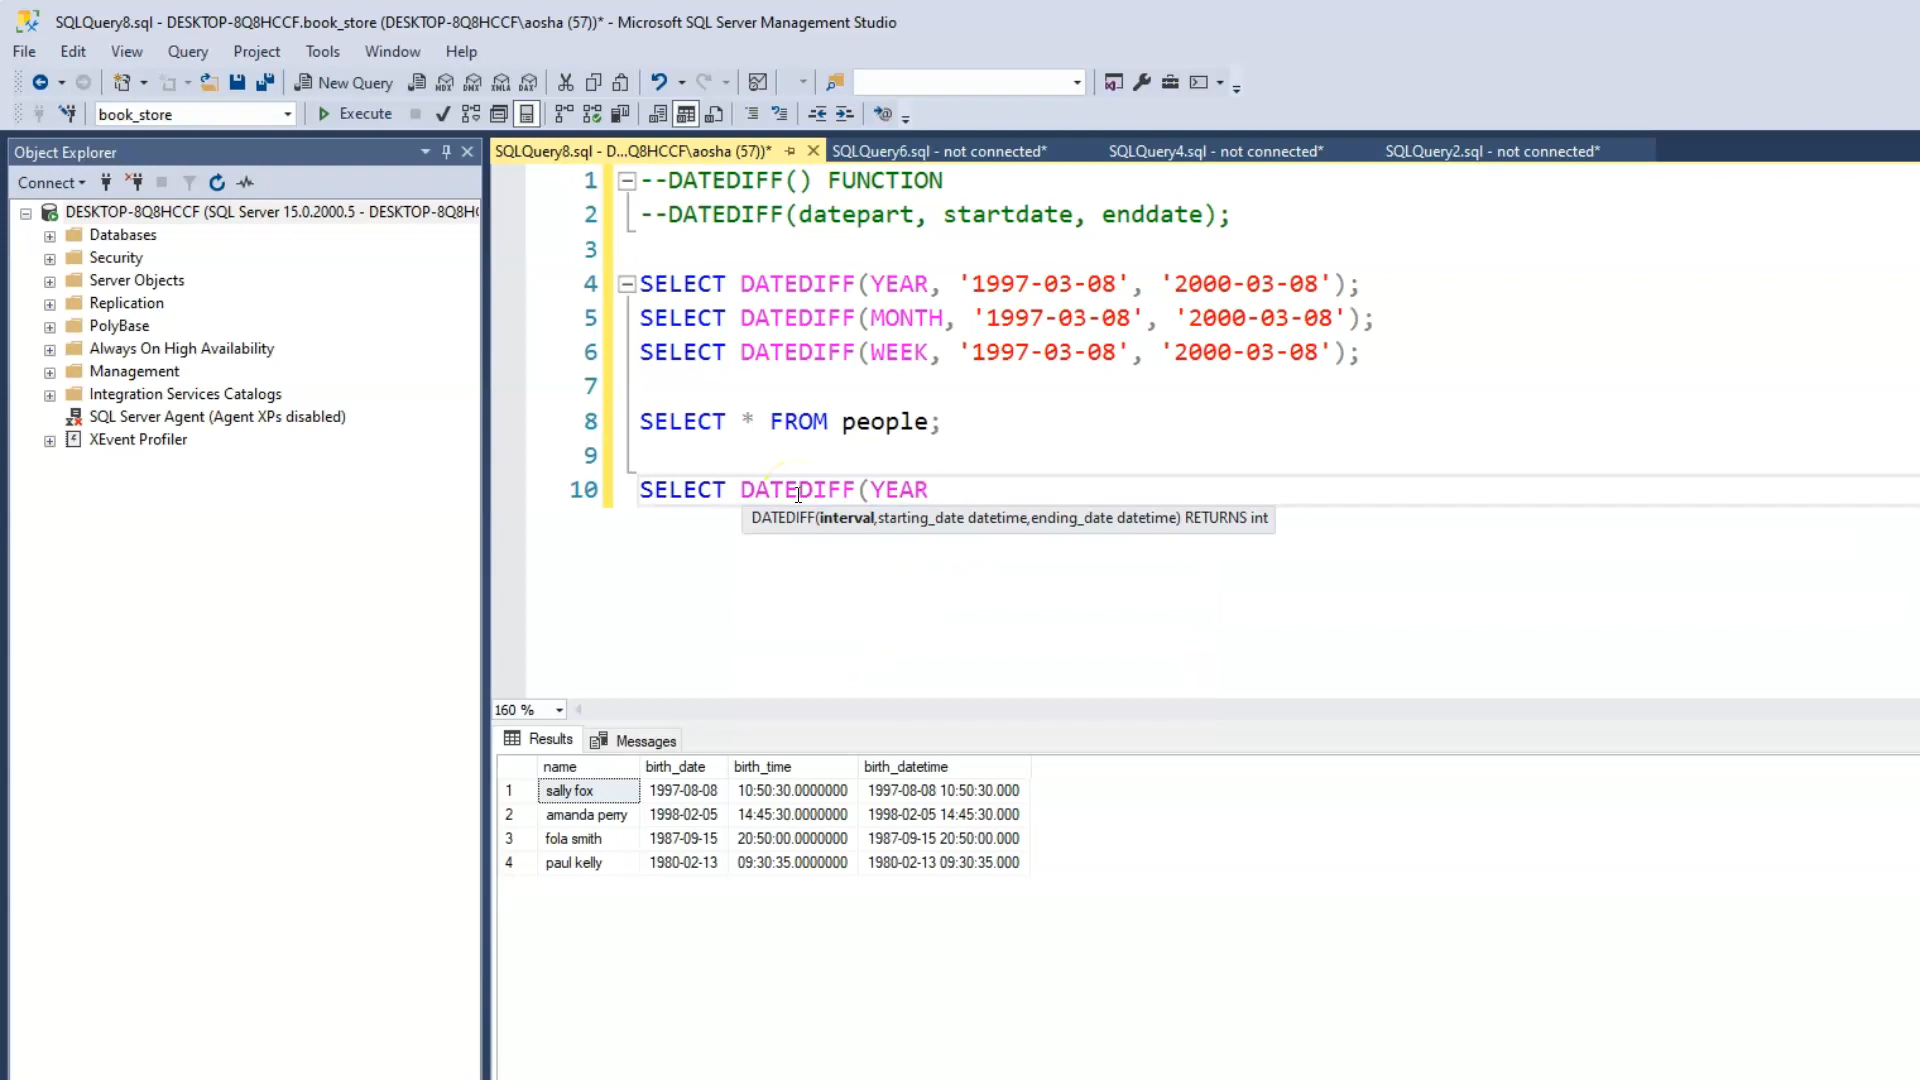 SQLQuery8.sql - DESKTOP-8Q8HCCF.book_store (DESKTOP-8Q8HCCF\aosha (57))* - Microsoft SQL Server Management Studio
File Edit View Query Project Tools Window Help
New Query
book_store Execute
Object Explorer
Connect
DESKTOP-8Q8HCCF (SQL Server 15.0.2000.5 - DESKTOP-8Q8H
Databases
Security
Server Objects
Replication
PolyBase
Always On High Availability
Management
Integration Services Catalogs
SQL Server Agent (Agent XPs disabled)
XEvent Profiler
SQLQuery8.sql - D...Q8HCCF\aosha (57))* SQLQuery6.sql - not connected* SQLQuery4.sql - not connected* SQLQuery2.sql - not connected*
1 --DATEDIFF() FUNCTION
2 --DATEDIFF(datepart, startdate, enddate);
3
4 SELECT DATEDIFF(YEAR, '1997-03-08', '2000-03-08');
5 SELECT DATEDIFF(MONTH, '1997-03-08', '2000-03-08');
6 SELECT DATEDIFF(WEEK, '1997-03-08', '2000-03-08');
7
8 SELECT * FROM people;
9
10 SELECT DATEDIFF(YEAR
DATEDIFF(interval,starting_date datetime,ending_date datetime) RETURNS int
160 %
Results Messages
name birth_date birth_time birth_datetime
1 sally fox 1997-08-08 10:50:30.0000000 1997-08-08 10:50:30.000
2 amanda perry 1998-02-05 14:45:30.0000000 1998-02-05 14:45:30.000
3 fola smith 1987-09-15 20:50:00.0000000 1987-09-15 20:50:00.000
4 paul kelly 1980-02-13 09:30:35.0000000 1980-02-13 09:30:35.000